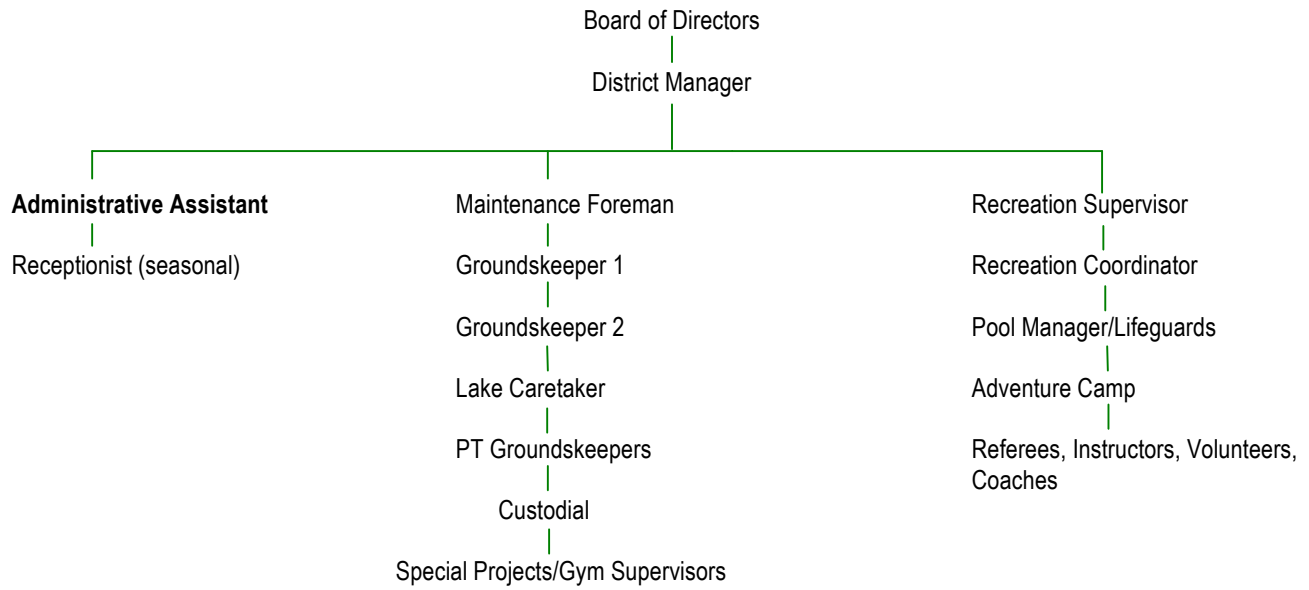 Board of Directors
District Manager
Administrative Assistant
Maintenance Foreman
Recreation Supervisor
Receptionist (seasonal)
Groundskeeper 1
Recreation Coordinator
Groundskeeper 2
Pool Manager/Lifeguards
Lake Caretaker
Adventure Camp
PT Groundskeepers
Referees, Instructors, Volunteers,
Coaches
Custodial
Special Projects/Gym Supervisors